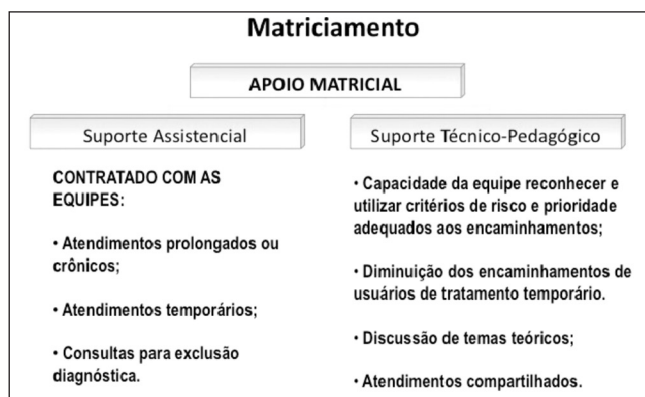 Matriciamento
APOIO MATRICIAL
Suporte Assistencial
CONTRATADO COM AS
EQUIPES:
• Atendimentos prolongados ou
crônicos;
• Atendimentos temporários;
• Consultas para exclusão
diagnóstica.
Suporte Técnico-Pedagógico
• Capacidade da equipe reconhecer e
utilizar critérios de risco e prioridade
adequados aos encaminhamentos;
• Diminuição dos encaminhamentos de
usuários de tratamento temporário.
• Discussão de temas teóricos;
• Atendimentos compartilhados.